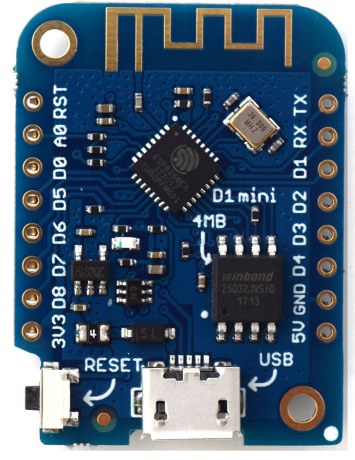 RST
A0
D0
D5
D6
D7
D8
3V3
TX
RX
D1
D2
D3
D4
GND
5V
D1 mini
4MB
winbond
25Q32JVSIQ
1713
RESET
USB
4